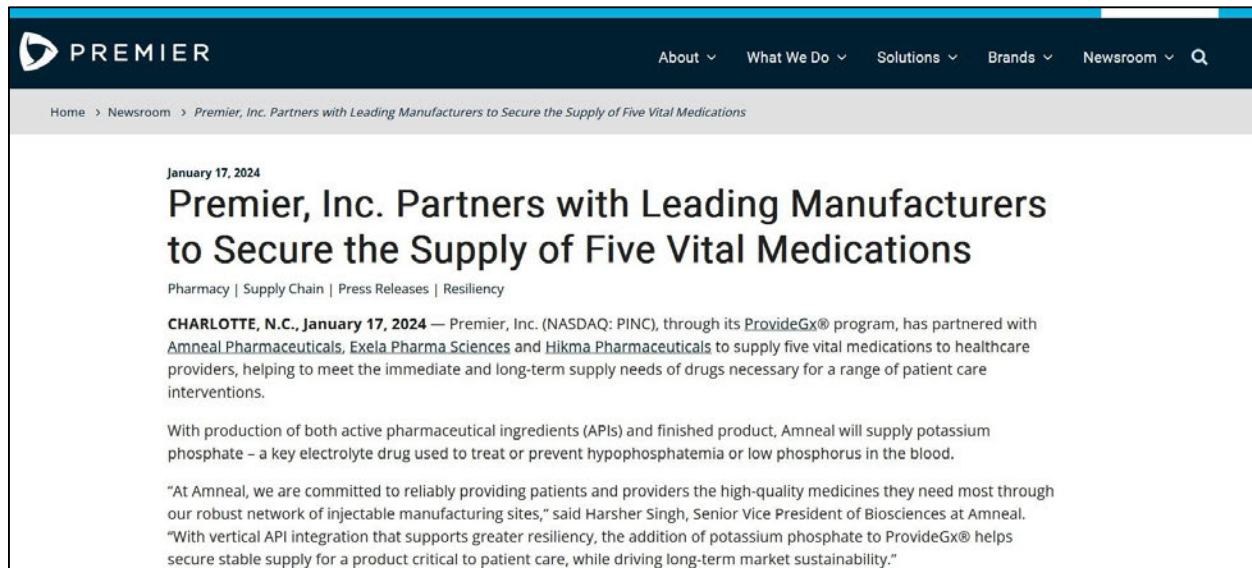 PREMIER
About What We Do Solutions Brands Newsroom
Home > Newsroom > Premier, Inc. Partners with Leading Manufacturers to Secure the Supply of Five Vital Medications
January 17, 2024
Premier, Inc. Partners with Leading Manufacturers
to Secure the Supply of Five Vital Medications
Pharmacy | Supply Chain | Press Releases | Resiliency
CHARLOTTE, N.C., January 17, 2024 — Premier, Inc. (NASDAQ: PINC), through its ProvideGx® program, has partnered with
Amneal Pharmaceuticals, Exela Pharma Sciences and Hikma Pharmaceuticals to supply five vital medications to healthcare
providers, helping to meet the immediate and long-term supply needs of drugs necessary for a range of patient care
interventions.
With production of both active pharmaceutical ingredients (APIs) and finished product, Amneal will supply potassium
phosphate – a key electrolyte drug used to treat or prevent hypophosphatemia or low phosphorus in the blood.
“At Amneal, we are committed to reliably providing patients and providers the high-quality medicines they need most through
our robust network of injectable manufacturing sites,” said Harsher Singh, Senior Vice President of Biosciences at Amneal.
“With vertical API integration that supports greater resiliency, the addition of potassium phosphate to ProvideGx® helps
secure stable supply for a product critical to patient care, while driving long-term market sustainability.”